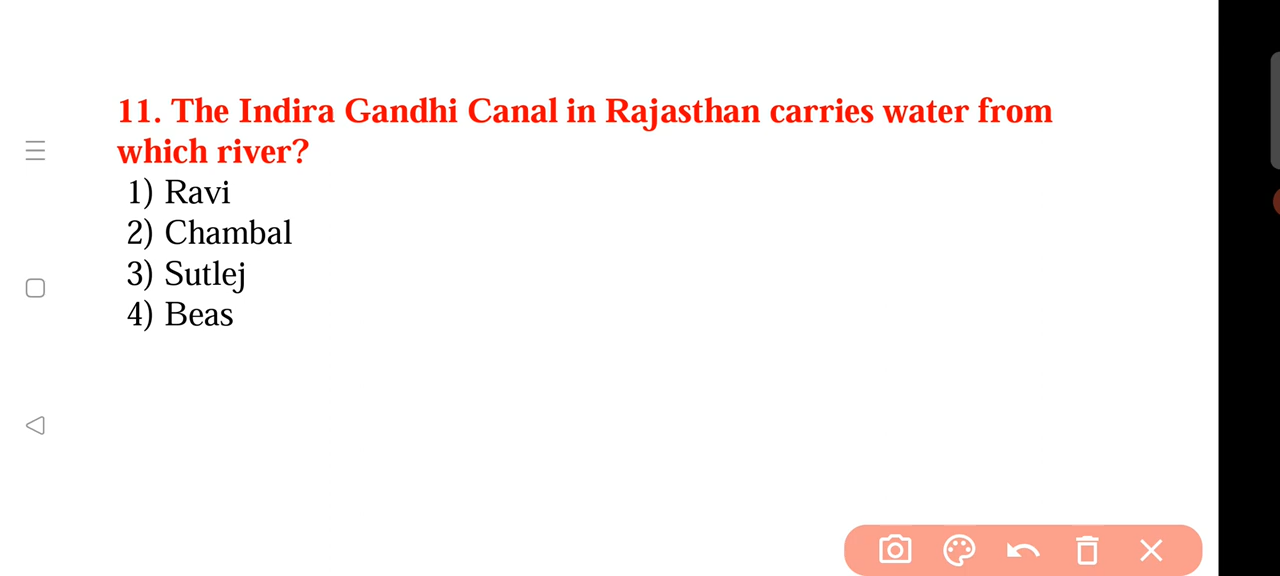 11. The Indira Gandhi Canal in Rajasthan carries water from
which river?
1) Ravi
2) Chambal
3) Sutlej
4) Beas